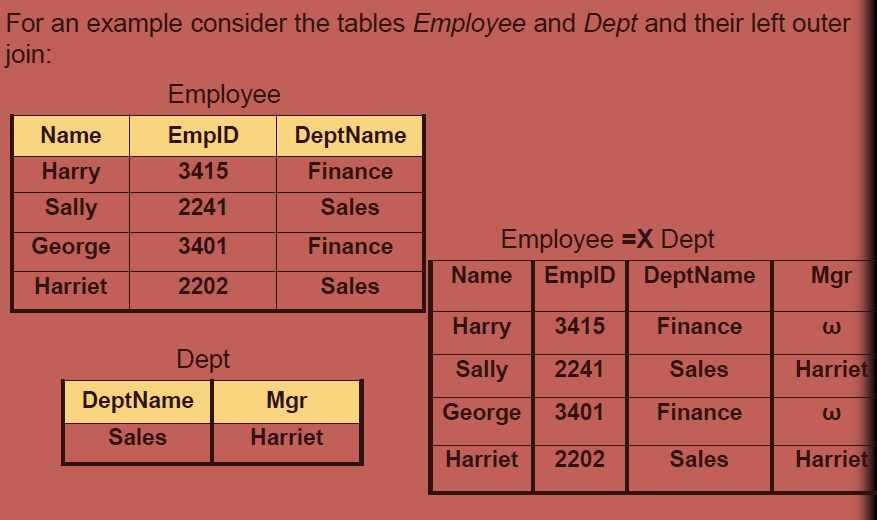 For an example consider the tables Employee and Dept and their left outer
join:
Employee
Name EmpID DeptName
Harry 3415 Finance
Sally 2241 Sales
George 3401 Finance
Harriet 2202 Sales
Dept
DeptName Mgr
Sales Harriet
Employee =X Dept
Name EmpID DeptName Mgr
Harry 3415 Finance ω
Sally 2241 Sales Harriet
George 3401 Finance ω
Harriet 2202 Sales Harriet